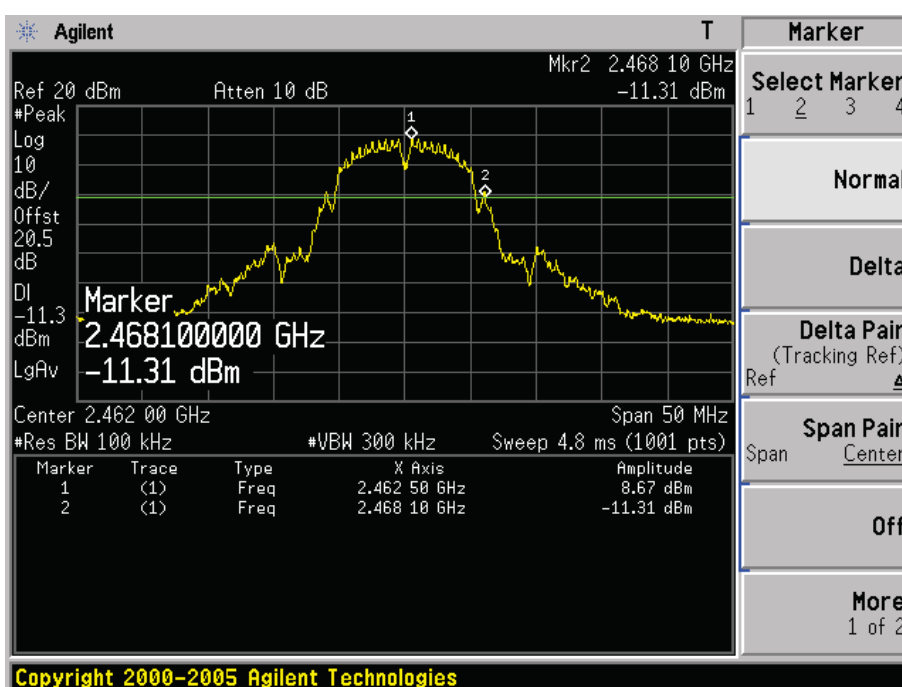 Agilent T
Mkr2 2.468 10 GHz
Ref 20 dBm Atten 10 dB -11.31 dBm
#Peak
Log
10
dB/
Offst
20.5
dB
DI
-11.3
dBm
LgAv
1
2
Marker
2.468100000 GHz
-11.31 dBm
Center 2.462 00 GHz Span 50 MHz
#Res BW 100 kHz #VBW 300 kHz Sweep 4.8 ms (1001 pts)
Marker Trace Type X Axis Amplitude
1 (1) Freq 2.462 50 GHz 8.67 dBm
2 (1) Freq 2.468 10 GHz -11.31 dBm
Marker
Select Marker
1 2 3 4
Normal
Delta
Delta Pair
(Tracking Ref)
Ref Δ
Span Pair
Span Center
Off
More
1 of 2
Copyright 2000-2005 Agilent Technologies